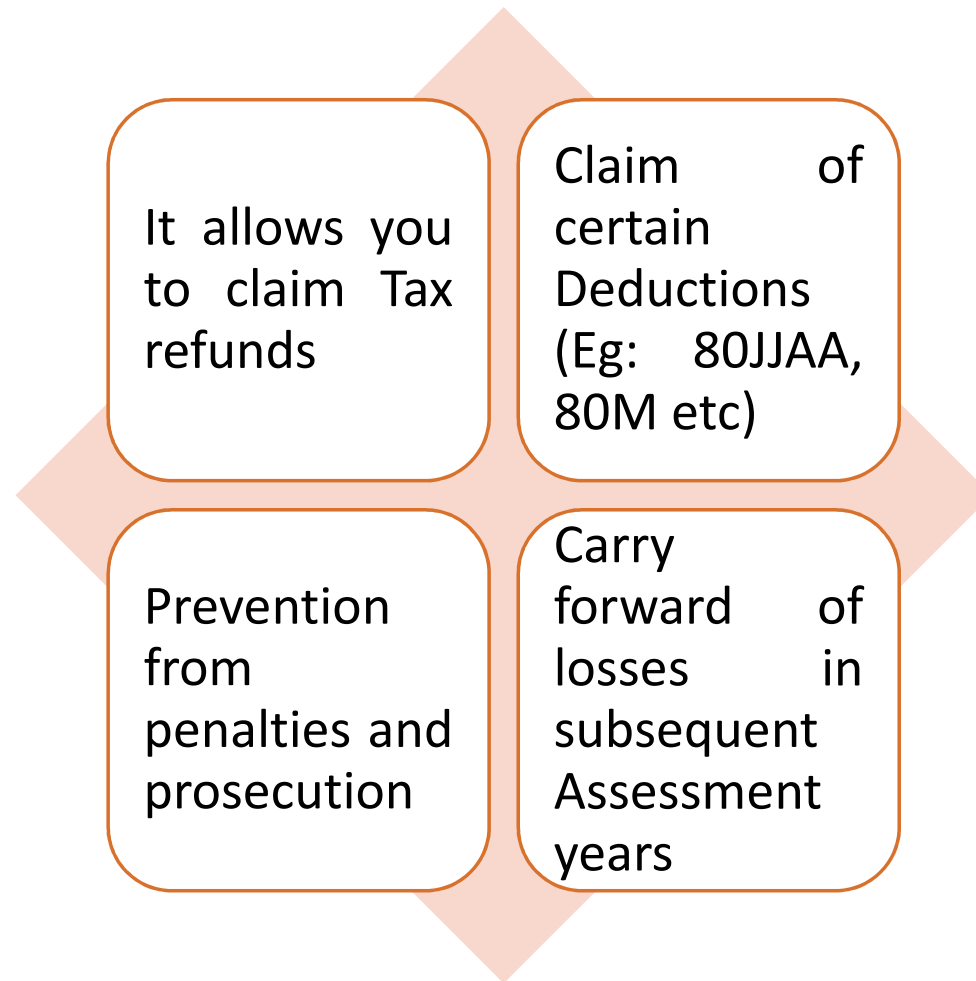 It allows you
to claim Tax
refunds
Claim of
certain
Deductions
(Eg: 80JJAA,
80M etc)
Prevention
from
penalties and
prosecution
Carry
forward of
losses in
subsequent
Assessment
years